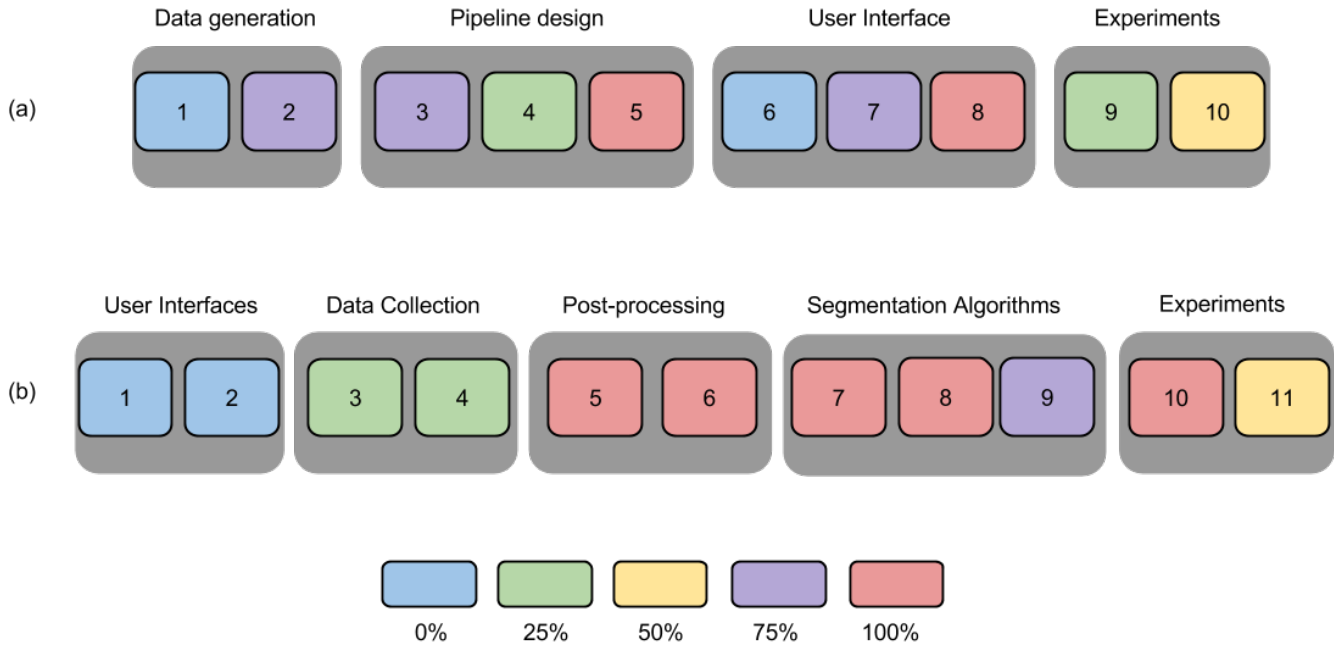 Data generation Pipeline design User Interface Experiments
(a) 1 2 3 4 5 6 7 8 9 10
User Interfaces Data Collection Post-processing Segmentation Algorithms Experiments
(b) 1 2 3 4 5 6 7 8 9 10 11
0% 25% 50% 75% 100%